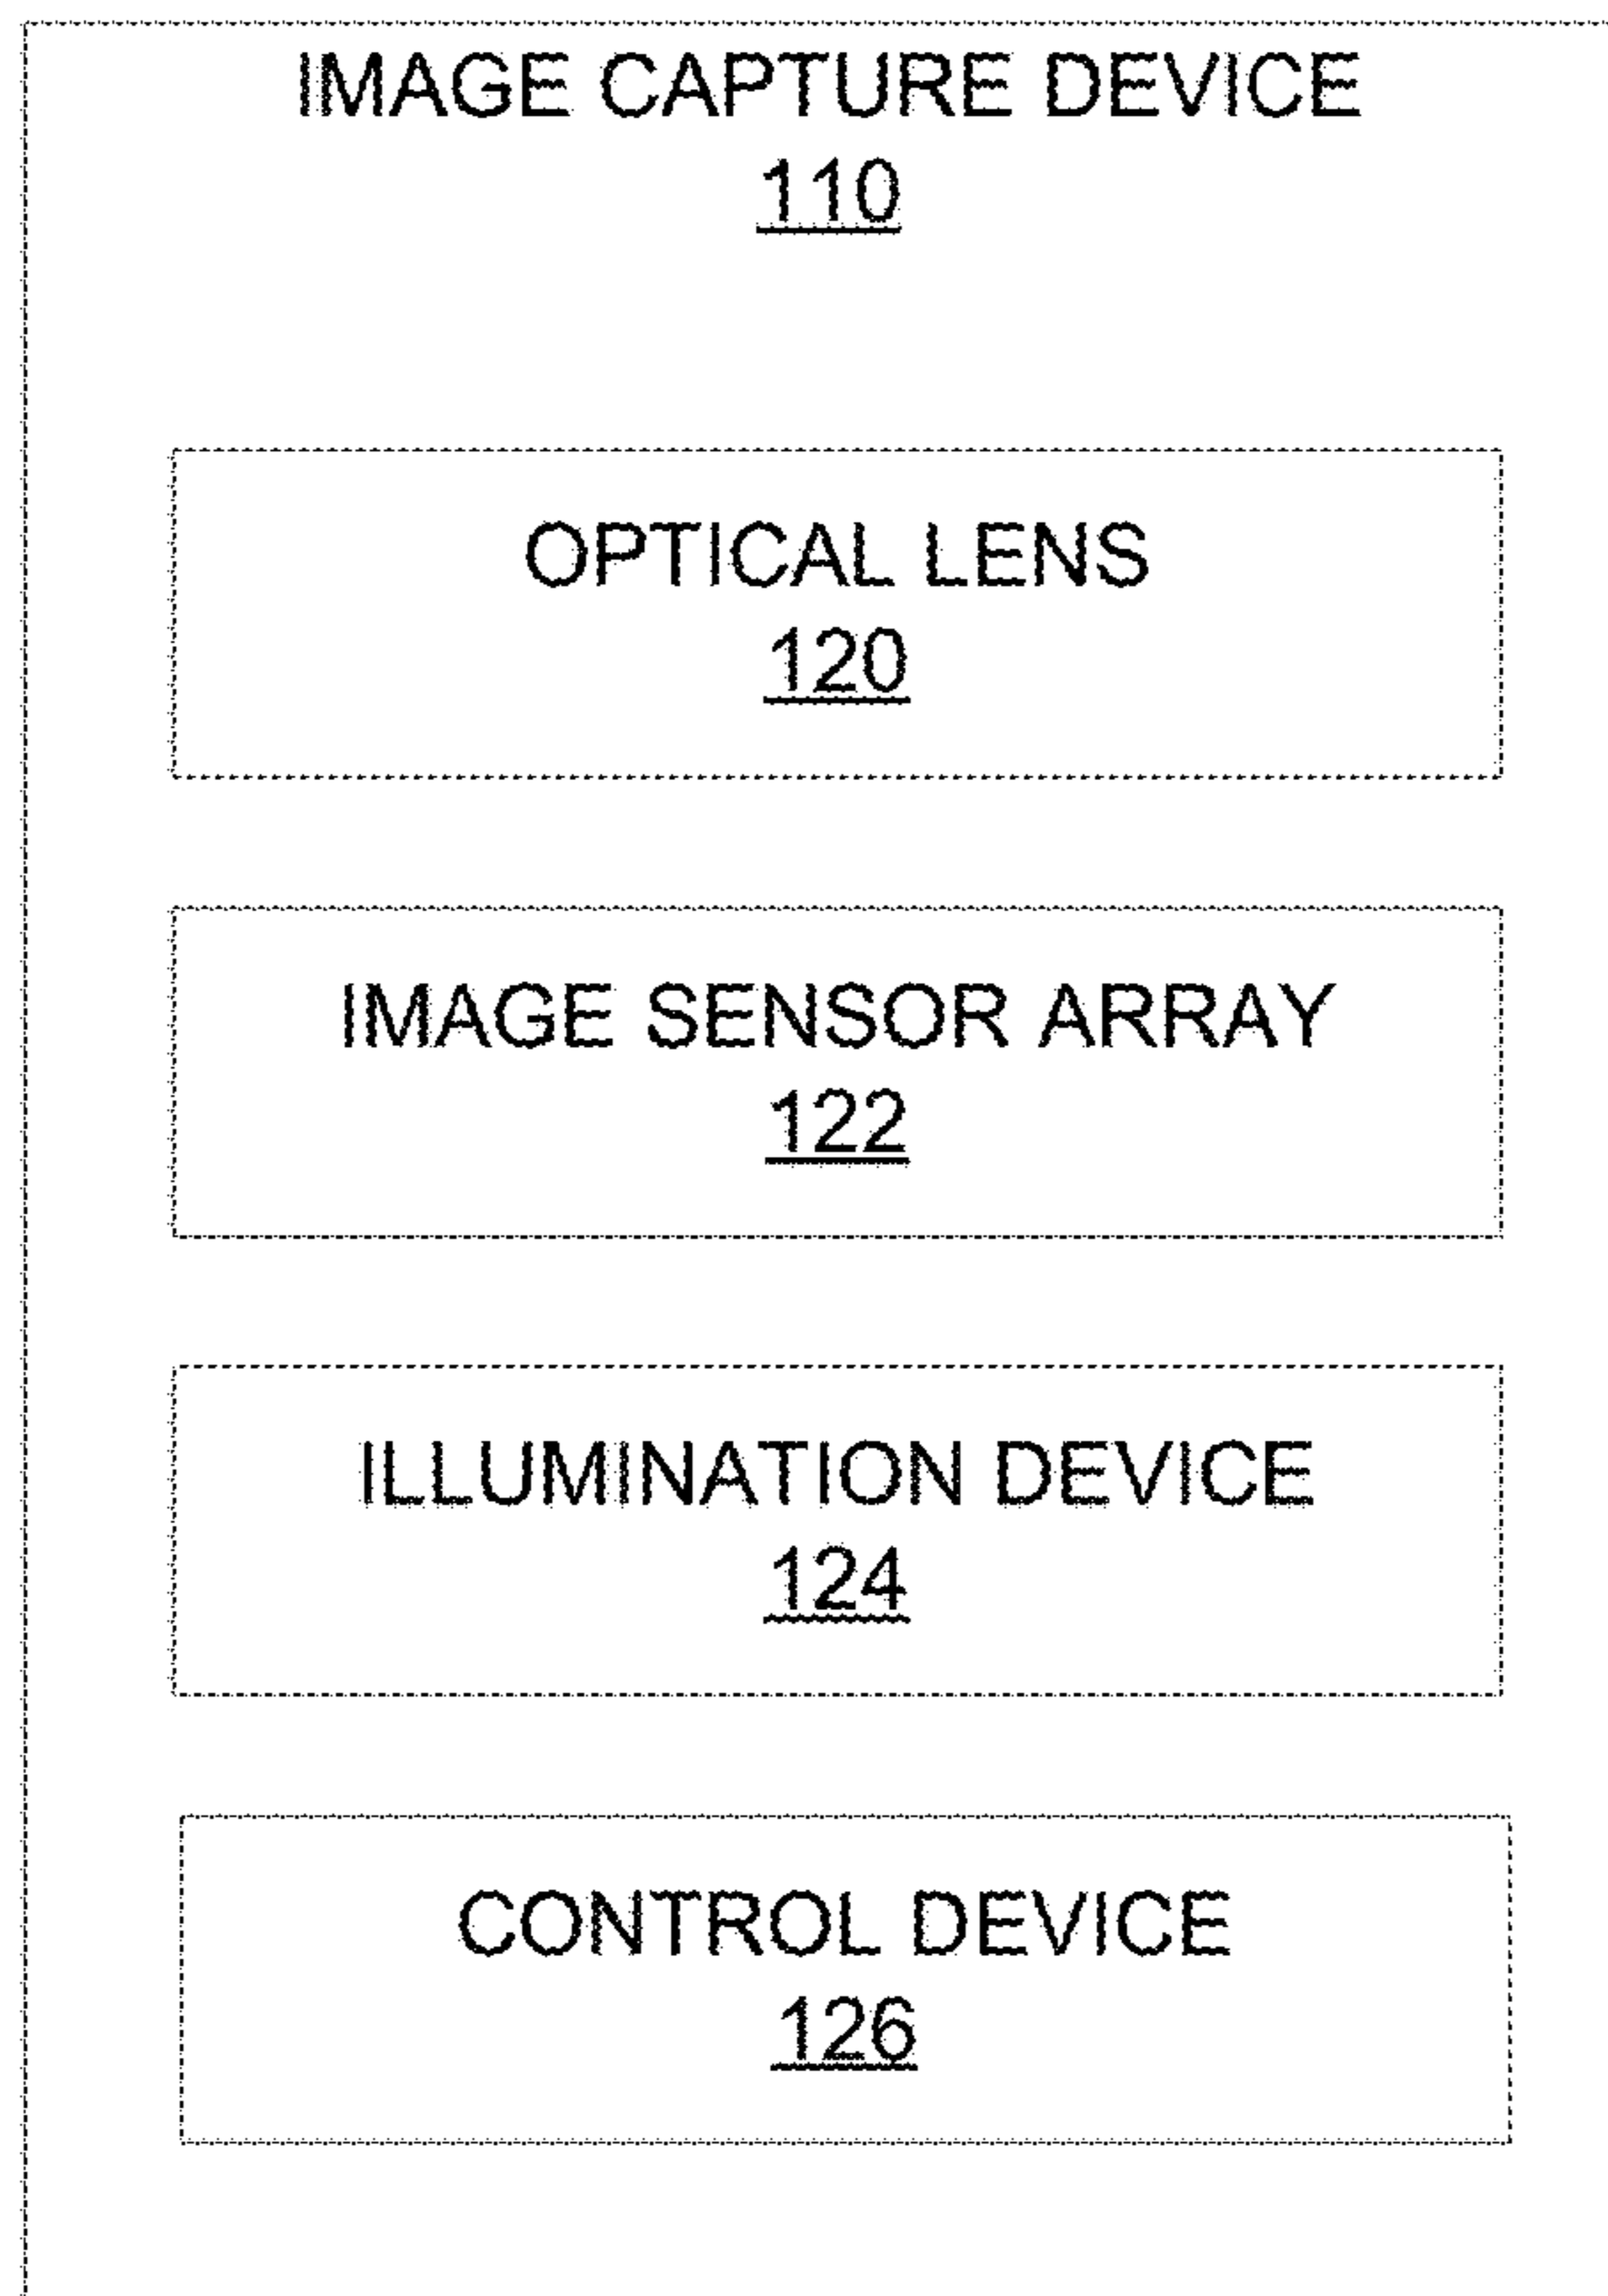 IMAGE CAPTURE DEVICE
110
OPTICAL LENS
120
IMAGE SENSOR ARRAY
122
ILLUMINATION DEVICE
124
CONTROL DEVICE
126